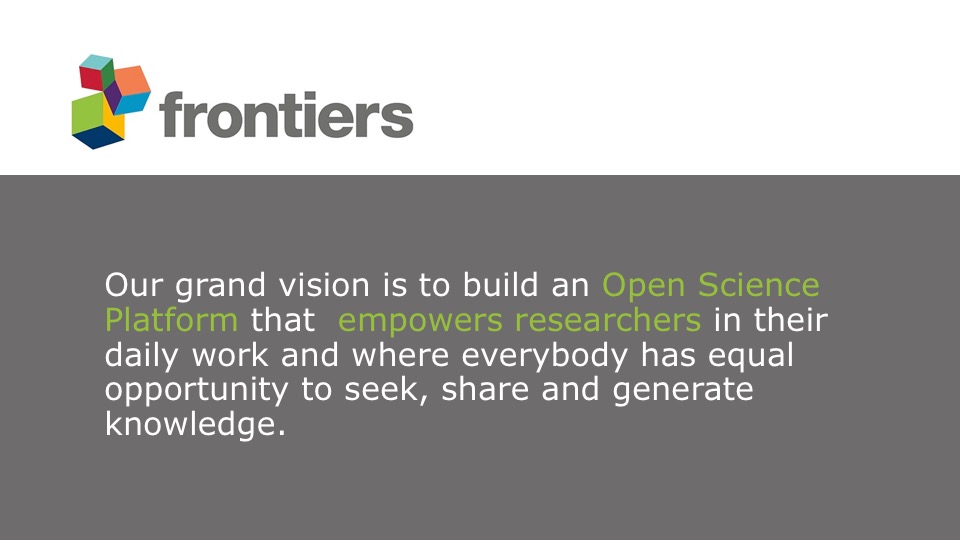 frontiers
Our grand vision is to build an Open Science
Platform that  empowers researchers in their
daily work and where everybody has equal
opportunity to seek, share and generate
knowledge.